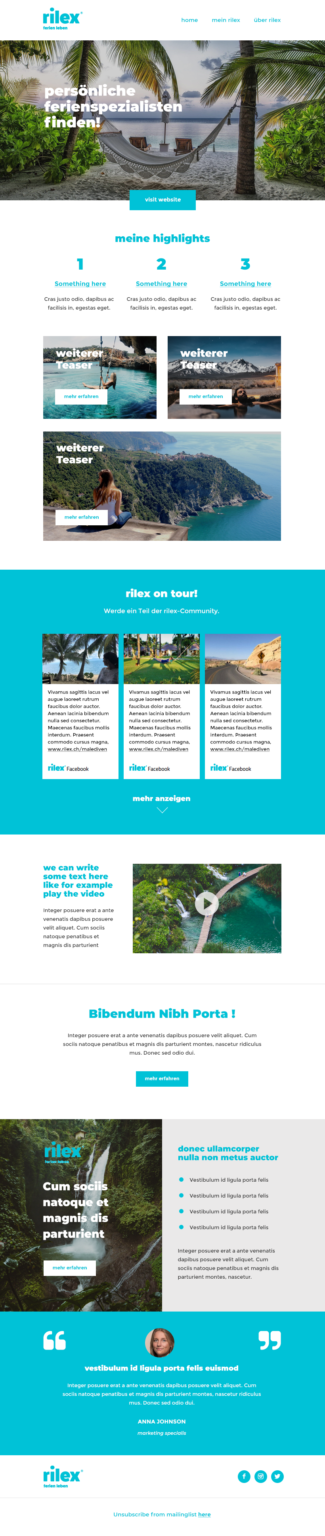 rilex
ferien leben
home mein rilex über rilex
persönliche
ferienspezialisten
finden!
visit website
meine highlights
1 2 3
Something here Something here Something here
Cras justo odio, dapibus ac Cras justo odio, dapibus ac Cras justo odio, dapibus ac
facilisis in, egestas eget. facilisis in, egestas eget. facilisis in, egestas eget.
weiterer
Teaser
mehr erfahren
weiterer
Teaser
mehr erfahren
weiterer
Teaser
mehr erfahren
rilex on tour!
Werde ein Teil der rilex-Community.
Vivamus sagittis lacus vel
augue laoreet rutrum
faucibus dolor auctor.
Aenean lacinia bibendum
nulla sed consectetur.
Maecenas faucibus mollis
interdum. Praesent
commodo cursus magna,
www.rilex.ch/malediven
rilex Facebook
Vivamus sagittis lacus vel
augue laoreet rutrum
faucibus dolor auctor.
Aenean lacinia bibendum
nulla sed consectetur.
Maecenas faucibus mollis
interdum. Praesent
commodo cursus magna,
www.rilex.ch/malediven
rilex Facebook
Vivamus sagittis lacus vel
augue laoreet rutrum
faucibus dolor auctor.
Aenean lacinia bibendum
nulla sed consectetur.
Maecenas faucibus mollis
interdum. Praesent
commodo cursus magna,
www.rilex.ch/malediven
rilex Facebook
mehr anzeigen
we can write
some text here
like for example
play the video
Integer posuere erat a ante
venenatis dapibus posuere
velit aliquet. Cum sociis
natoque penatibus et
magnis dis parturient
Bibendum Nibh Porta !
Integer posuere erat a ante venenatis dapibus posuere velit aliquet. Cum
sociis natoque penatibus et magnis dis parturient montes, nascetur ridiculus
mus. Donec sed odio dui.
mehr erfahren
rilex
ferien leben
Cum sociis
natoque et
magnis dis
parturient
mehr erfahren
donec ullamcorper
nulla non metus auctor
Vestibulum id ligula porta felis
Vestibulum id ligula porta felis
Vestibulum id ligula porta felis
Vestibulum id ligula porta felis
Integer posuere erat a ante venenatis
dapibus posuere velit aliquet. Cum
sociis natoque penatibus et magnis dis
parturient montes, nascetur.
vestibulum id ligula porta felis euismod
Integer posuere erat a ante venenatis dapibus posuere velit aliquet. Cum
sociis natoque penatibus et magnis dis parturient montes, nascetur ridiculus
mus. Donec sed odio dui.
ANNA JOHNSON
marketing specialis
rilex
ferien leben
Unsubscribe from mailinglist here